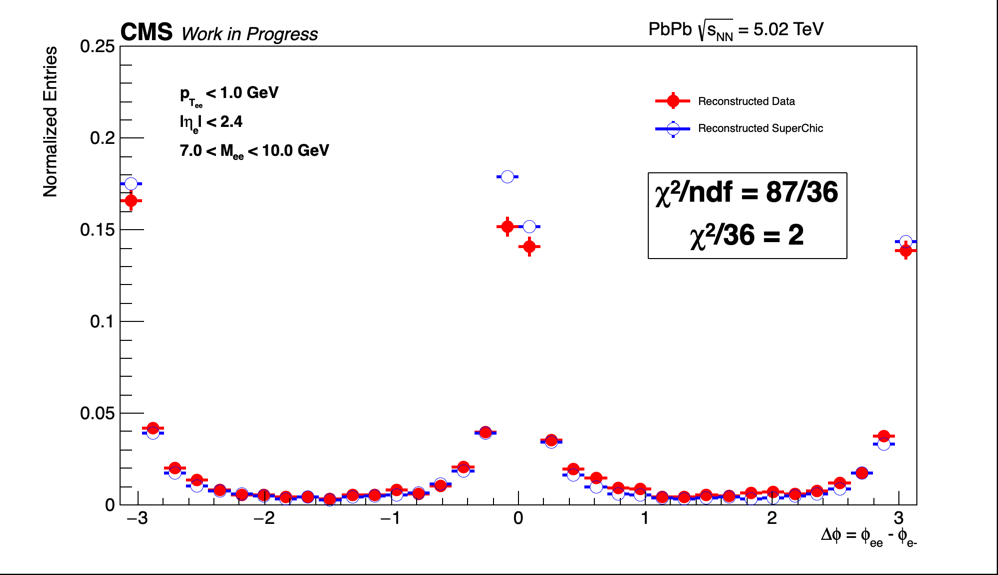 CMS Work in Progress
PbPb √sNN = 5.02 TeV
Normalized Entries
0.25
0.2
0.15
0.1
0.05
0
pTee < 1.0 GeV
|ηe| < 2.4
7.0 < Mee < 10.0 GeV
Reconstructed Data
Reconstructed SuperChic
χ²/ndf = 87/36
χ²/36 = 2
−3 −2 −1 0 1 2 3
Δϕ = ϕee - ϕe-